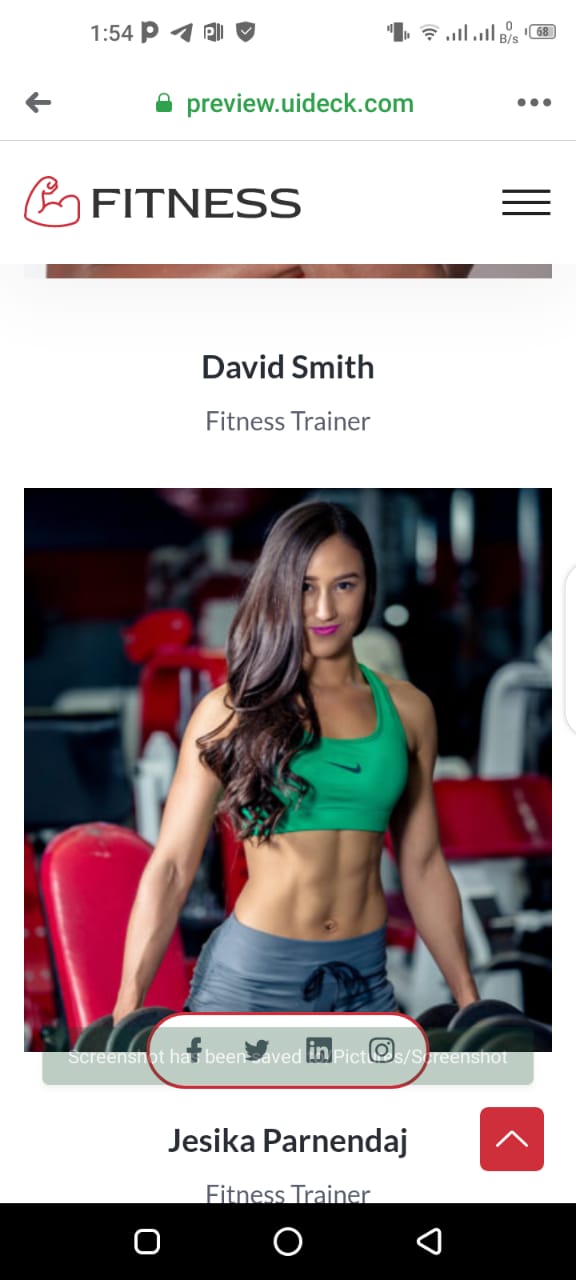 1:54
0
B/s
68
preview.uideck.com
FITNESS
David Smith
Fitness Trainer
Screenshot has been saved in/Pictures/Screenshot
Jesika Parnendaj
Fitness Trainer